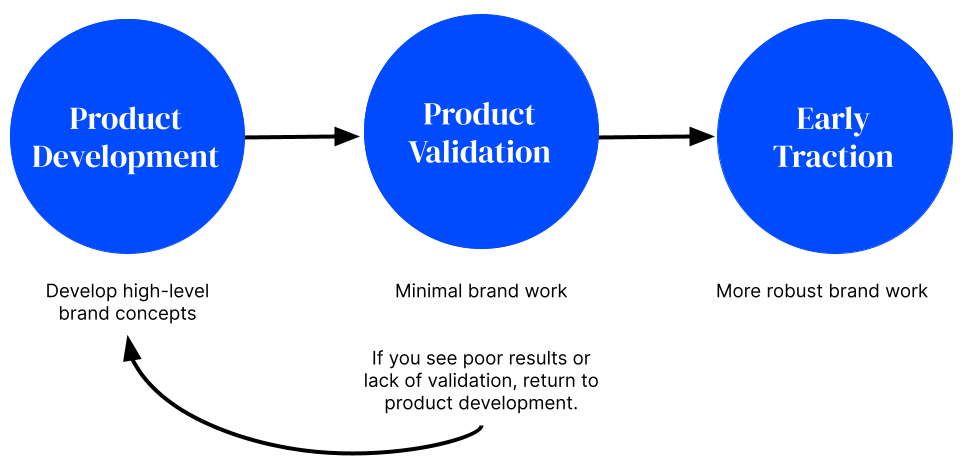 Product
Development
Product
Validation
Early
Traction
Develop high-level
brand concepts
Minimal brand work
More robust brand work
If you see poor results or
lack of validation, return to
product development.